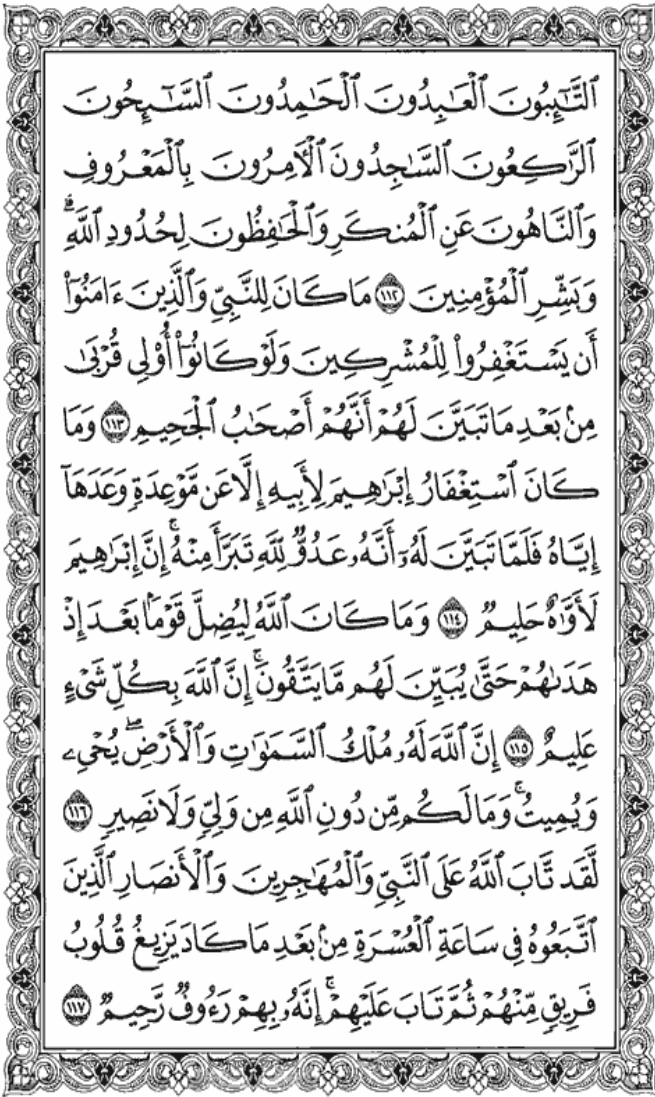 ٱلتَّـٰٓئِبُونَ ٱلْعَـٰبِدُونَ ٱلْحَـٰمِدُونَ ٱلسَّـٰٓئِحُونَ
ٱلرَّٰكِعُونَ ٱلسَّـٰجِدُونَ ٱلْـَٔامِرُونَ بِٱلْمَعْرُوفِ
وَٱلنَّاهُونَ عَنِ ٱلْمُنكَرِ وَٱلْحَـٰفِظُونَ لِحُدُودِ ٱللَّهِ ۗ
وَبَشِّرِ ٱلْمُؤْمِنِينَ ١١٢ مَا كَانَ لِلنَّبِىِّ وَٱلَّذِينَ ءَامَنُوٓا۟
أَن يَسْتَغْفِرُوا۟ لِلْمُشْرِكِينَ وَلَوْ كَانُوٓا۟ أُو۟لِى قُرْبَىٰ
مِنۢ بَعْدِ مَا تَبَيَّنَ لَهُمْ أَنَّهُمْ أَصْحَـٰبُ ٱلْجَحِيمِ ١١٣ وَمَا
كَانَ ٱسْتِغْفَارُ إِبْرَٰهِيمَ لِأَبِيهِ إِلَّا عَن مَّوْعِدَةٍ وَعَدَهَآ
إِيَّاهُ فَلَمَّا تَبَيَّنَ لَهُۥٓ أَنَّهُۥ عَدُوٌّ لِّلَّهِ تَبَرَّأَ مِنْهُ ۚ إِنَّ إِبْرَٰهِيمَ
لَأَوَّٰهٌ حَلِيمٌ ١١٤ وَمَا كَانَ ٱللَّهُ لِيُضِلَّ قَوْمًۢا بَعْدَ إِذْ
هَدَىٰهُمْ حَتَّىٰ يُبَيِّنَ لَهُم مَّا يَتَّقُونَ ۚ إِنَّ ٱللَّهَ بِكُلِّ شَىْءٍ
عَلِيمٌ ١١٥ إِنَّ ٱللَّهَ لَهُۥ مُلْكُ ٱلسَّمَـٰوَٰتِ وَٱلْأَرْضِ ۖ يُحْىِۦ
وَيُمِيتُ ۚ وَمَا لَكُم مِّن دُونِ ٱللَّهِ مِن وَلِىٍّ وَلَا نَصِيرٍ ١١٦
لَّقَد تَّابَ ٱللَّهُ عَلَى ٱلنَّبِىِّ وَٱلْمُهَـٰجِرِينَ وَٱلْأَنصَارِ ٱلَّذِينَ
ٱتَّبَعُوهُ فِى سَاعَةِ ٱلْعُسْرَةِ مِنۢ بَعْدِ مَا كَادَ يَزِيغُ قُلُوبُ
فَرِيقٍ مِّنْهُمْ ثُمَّ تَابَ عَلَيْهِمْ ۚ إِنَّهُۥ بِهِمْ رَءُوفٌ رَّحِيمٌ ١١٧